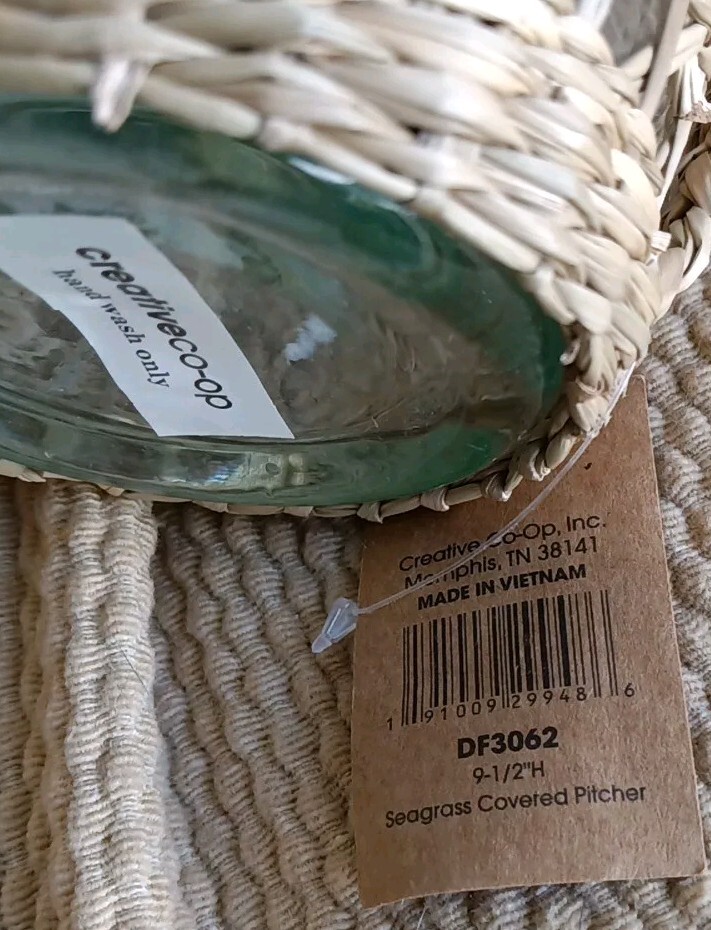 creativeco-op
hand wash only
Creative Co-Op, Inc.
Memphis, TN 38141
MADE IN VIETNAM
1 91009 29948 6
DF3062
9-1/2"H
Seagrass Covered Pitcher